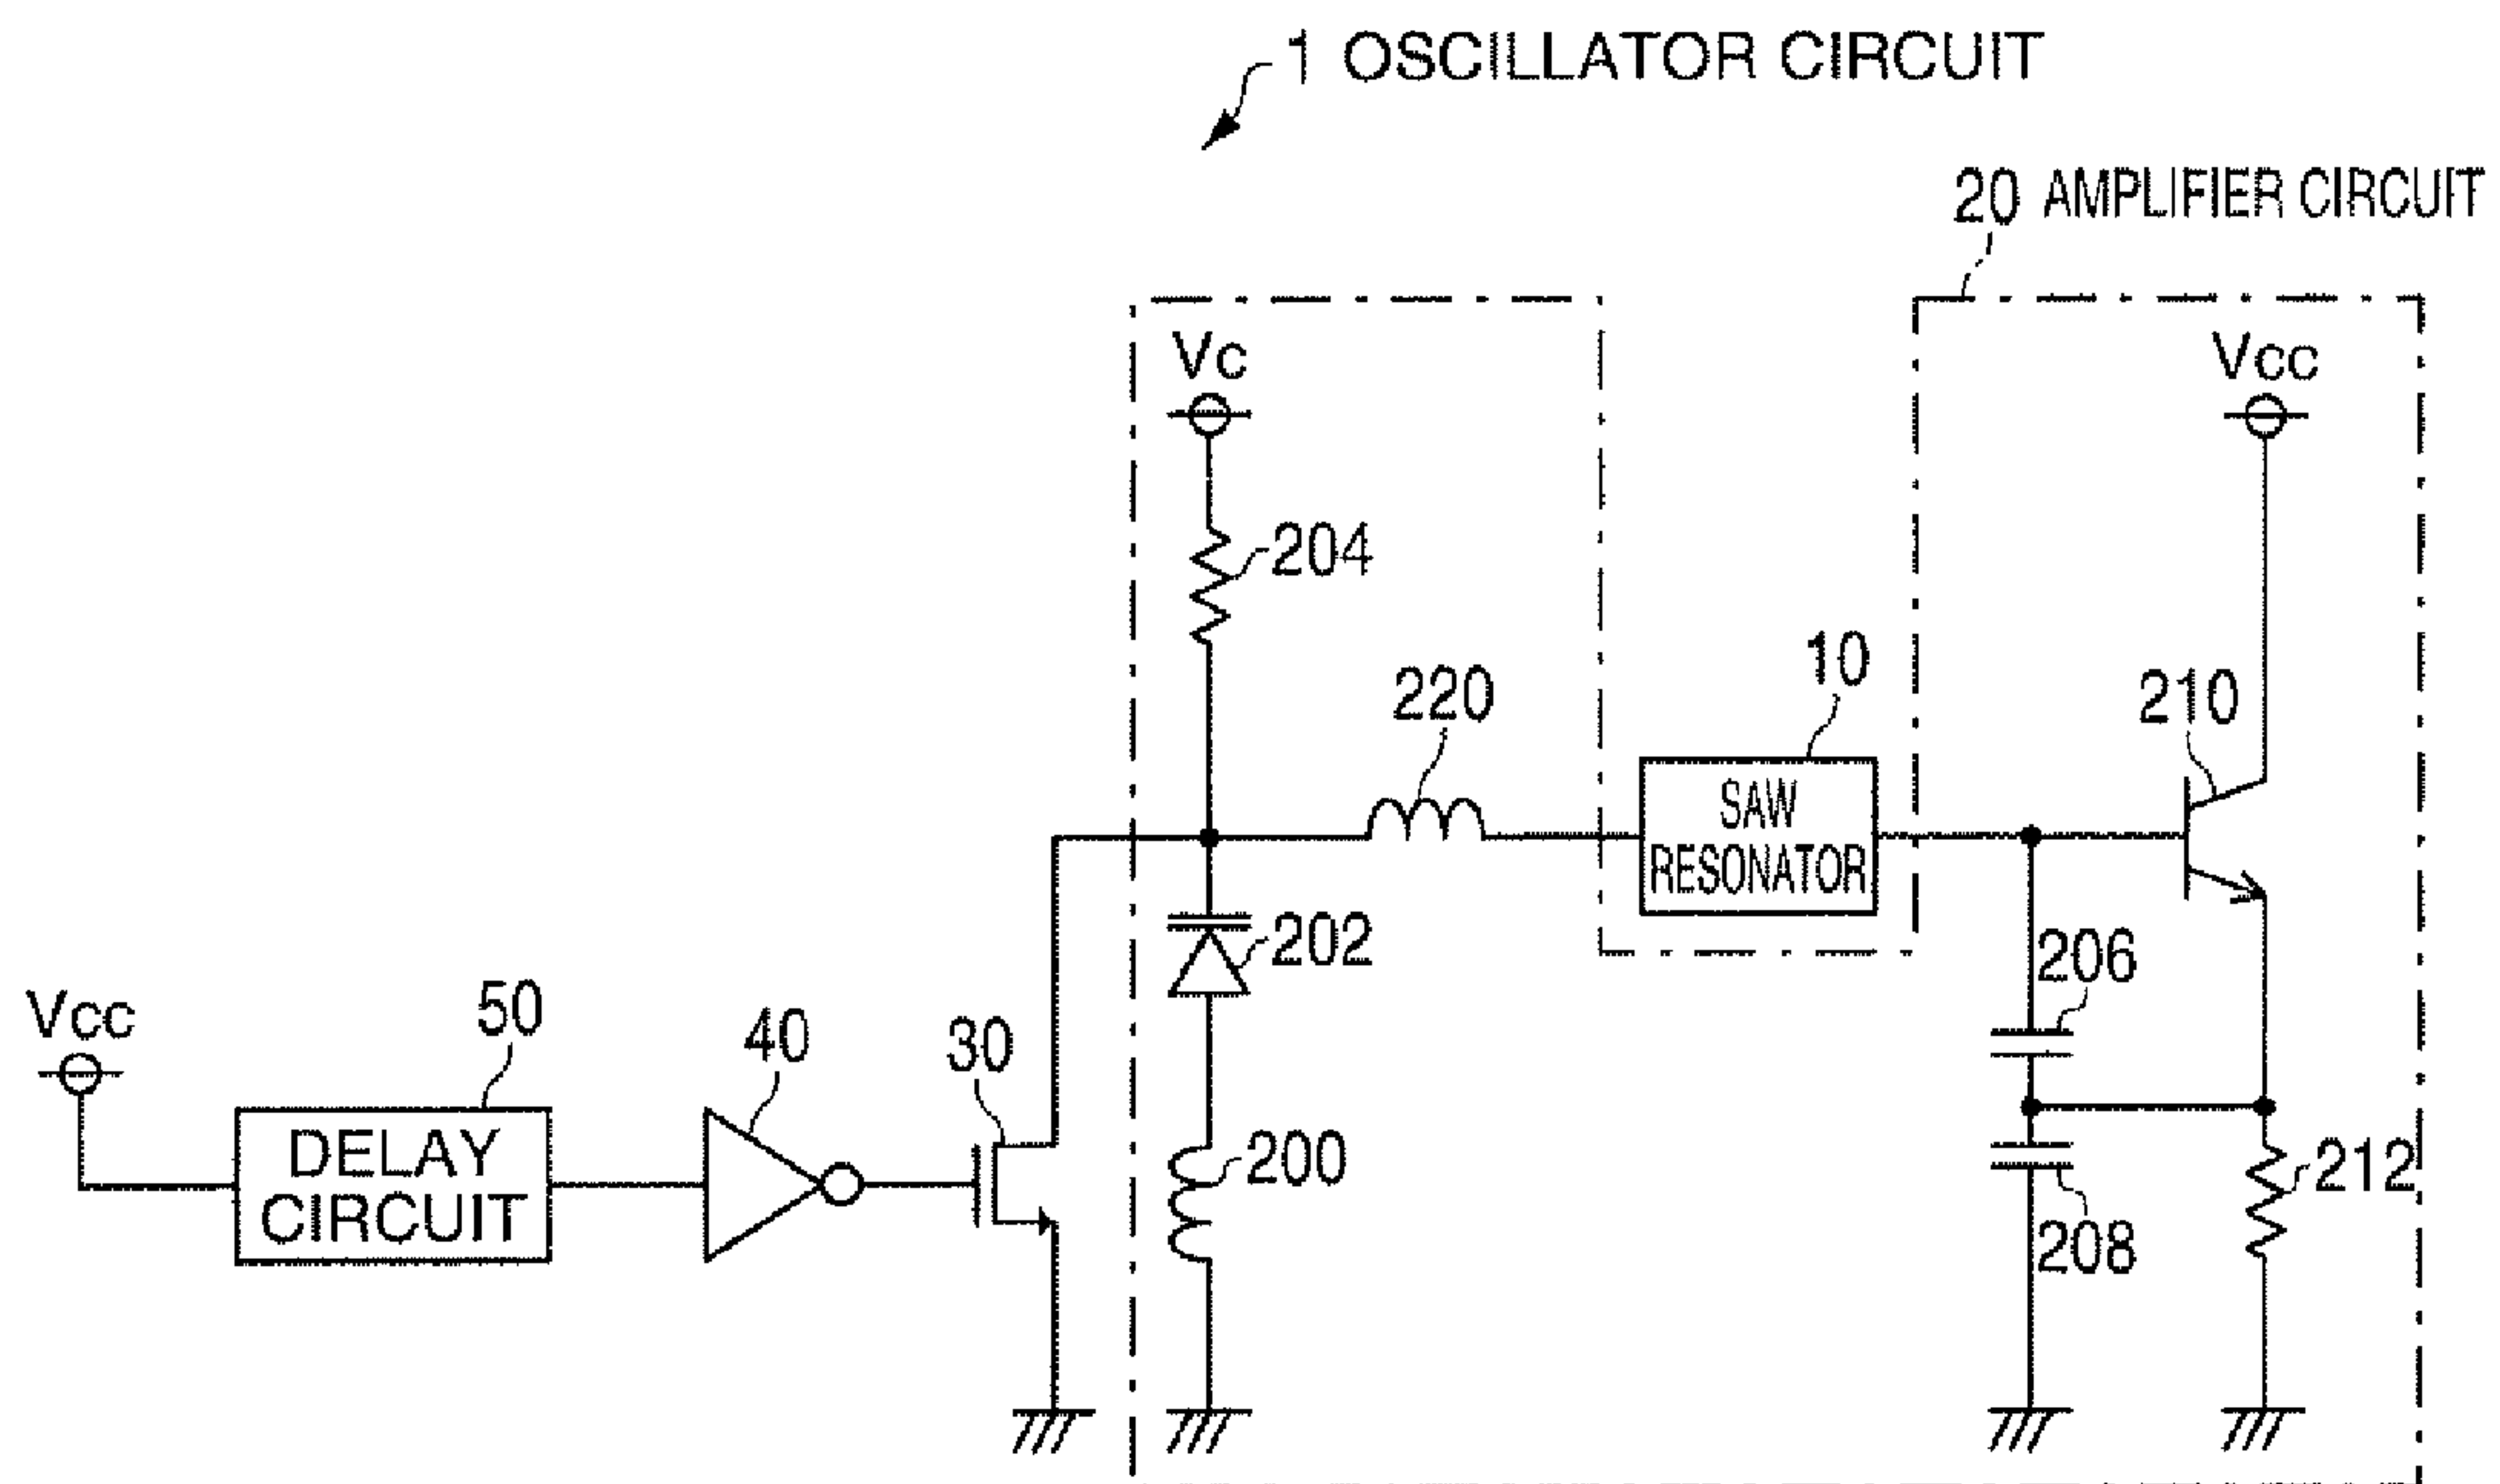 1 OSCILLATOR CIRCUIT
20 AMPLIFIER CIRCUIT
Vc
Vcc
204
10
220
210
SAW
RESONATOR
202
206
Vcc
50
40
30
DELAY
CIRCUIT
200
212
208